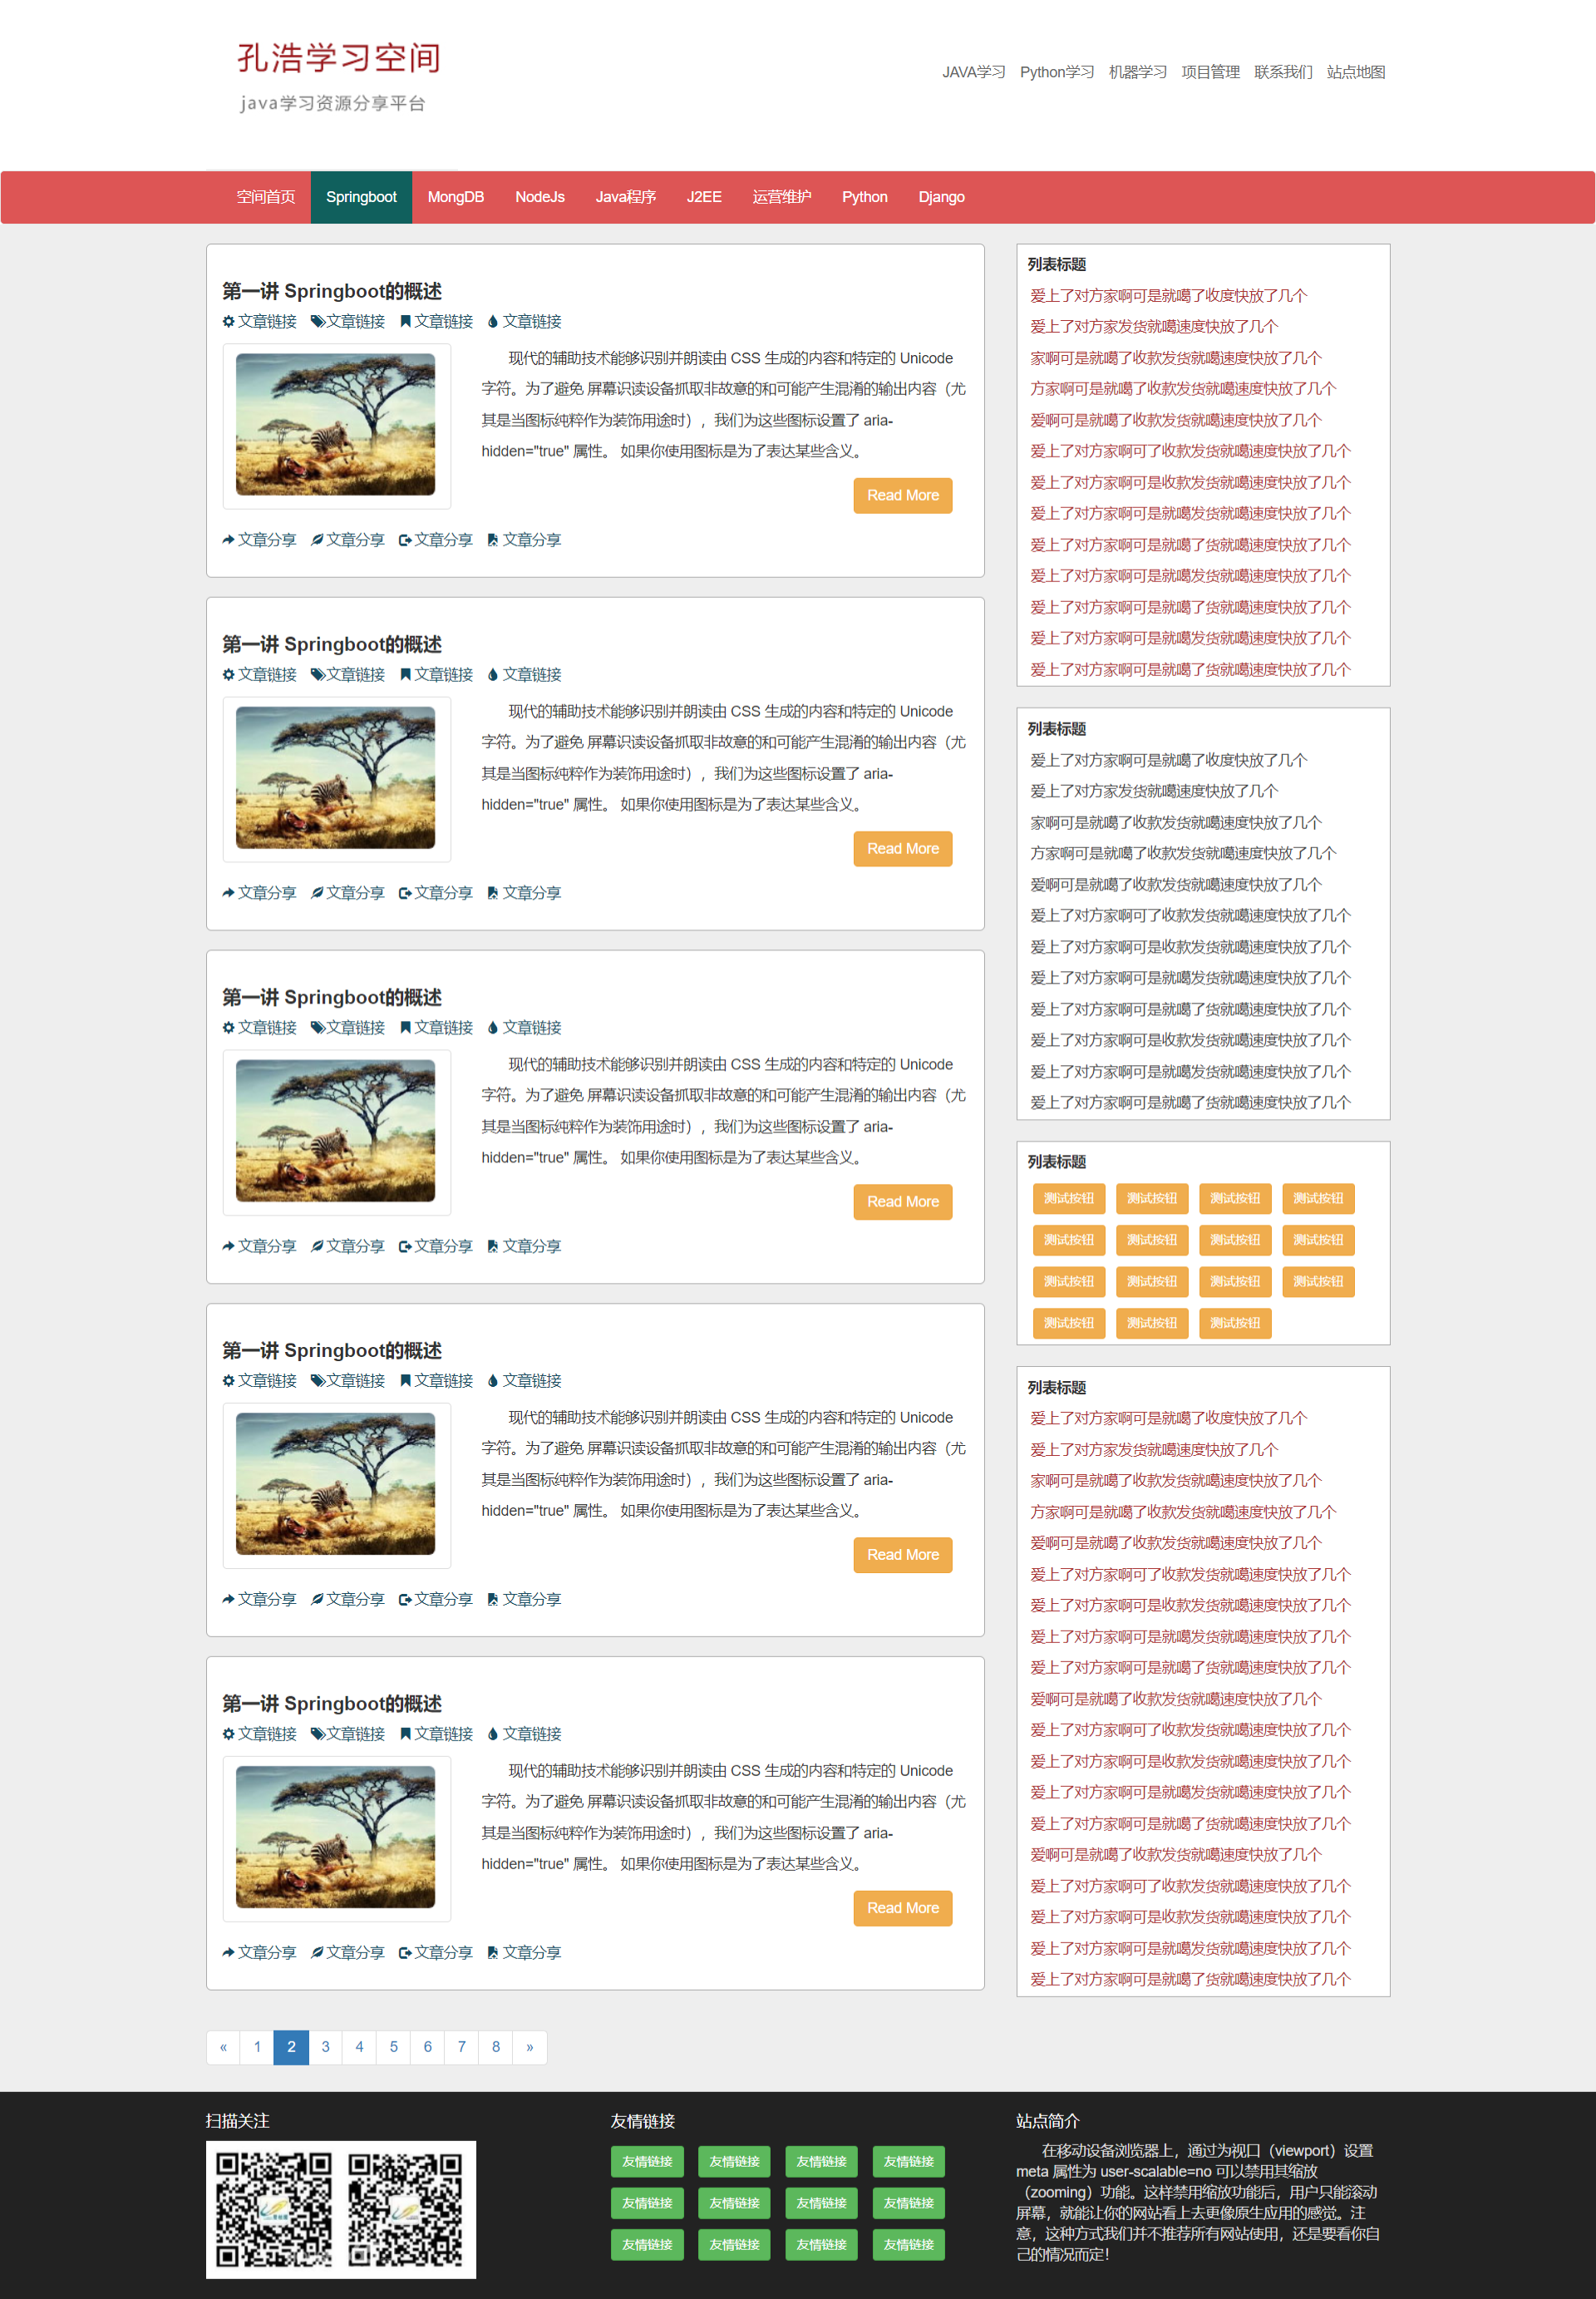 孔浩学习空间
java学习资源分享平台
JAVA学习 Python学习 机器学习 项目管理 联系我们 站点地图
空间首页 Springboot MongDB NodeJs Java程序 J2EE 运营维护 Python Django
第一讲 Springboot的概述
文章链接 文章链接 文章链接 文章链接
现代的辅助技术能够识别并朗读由 CSS 生成的内容和特定的 Unicode
字符。为了避免 屏幕识读设备抓取非故意的和可能产生混淆的输出内容（尤
其是当图标纯粹作为装饰用途时），我们为这些图标设置了 aria-
hidden="true" 属性。 如果你使用图标是为了表达某些含义。
Read More
文章分享 文章分享 文章分享 文章分享
第一讲 Springboot的概述
文章链接 文章链接 文章链接 文章链接
现代的辅助技术能够识别并朗读由 CSS 生成的内容和特定的 Unicode
字符。为了避免 屏幕识读设备抓取非故意的和可能产生混淆的输出内容（尤
其是当图标纯粹作为装饰用途时），我们为这些图标设置了 aria-
hidden="true" 属性。 如果你使用图标是为了表达某些含义。
Read More
文章分享 文章分享 文章分享 文章分享
第一讲 Springboot的概述
文章链接 文章链接 文章链接 文章链接
现代的辅助技术能够识别并朗读由 CSS 生成的内容和特定的 Unicode
字符。为了避免 屏幕识读设备抓取非故意的和可能产生混淆的输出内容（尤
其是当图标纯粹作为装饰用途时），我们为这些图标设置了 aria-
hidden="true" 属性。 如果你使用图标是为了表达某些含义。
Read More
文章分享 文章分享 文章分享 文章分享
第一讲 Springboot的概述
文章链接 文章链接 文章链接 文章链接
现代的辅助技术能够识别并朗读由 CSS 生成的内容和特定的 Unicode
字符。为了避免 屏幕识读设备抓取非故意的和可能产生混淆的输出内容（尤
其是当图标纯粹作为装饰用途时），我们为这些图标设置了 aria-
hidden="true" 属性。 如果你使用图标是为了表达某些含义。
Read More
文章分享 文章分享 文章分享 文章分享
第一讲 Springboot的概述
文章链接 文章链接 文章链接 文章链接
现代的辅助技术能够识别并朗读由 CSS 生成的内容和特定的 Unicode
字符。为了避免 屏幕识读设备抓取非故意的和可能产生混淆的输出内容（尤
其是当图标纯粹作为装饰用途时），我们为这些图标设置了 aria-
hidden="true" 属性。 如果你使用图标是为了表达某些含义。
Read More
文章分享 文章分享 文章分享 文章分享
« 1 2 3 4 5 6 7 8 »
列表标题
爱上了对方家啊可是就噶了收度快放了几个
爱上了对方家发货就噶速度快放了几个
家啊可是就噶了收款发货就噶速度快放了几个
方家啊可是就噶了收款发货就噶速度快放了几个
爱啊可是就噶了收款发货就噶速度快放了几个
爱上了对方家啊可了收款发货就噶速度快放了几个
爱上了对方家啊可是收款发货就噶速度快放了几个
爱上了对方家啊可是就噶发货就噶速度快放了几个
爱上了对方家啊可是就噶了货就噶速度快放了几个
爱上了对方家啊可是就噶发货就噶速度快放了几个
爱上了对方家啊可是就噶了货就噶速度快放了几个
爱上了对方家啊可是就噶发货就噶速度快放了几个
爱上了对方家啊可是就噶了货就噶速度快放了几个
列表标题
爱上了对方家啊可是就噶了收度快放了几个
爱上了对方家发货就噶速度快放了几个
家啊可是就噶了收款发货就噶速度快放了几个
方家啊可是就噶了收款发货就噶速度快放了几个
爱啊可是就噶了收款发货就噶速度快放了几个
爱上了对方家啊可了收款发货就噶速度快放了几个
爱上了对方家啊可是收款发货就噶速度快放了几个
爱上了对方家啊可是就噶发货就噶速度快放了几个
爱上了对方家啊可是就噶了货就噶速度快放了几个
爱上了对方家啊可是就噶发货就噶速度快放了几个
爱上了对方家啊可是就噶发货就噶速度快放了几个
爱上了对方家啊可是就噶了货就噶速度快放了几个
列表标题
测试按钮 测试按钮 测试按钮 测试按钮
测试按钮 测试按钮 测试按钮 测试按钮
测试按钮 测试按钮 测试按钮 测试按钮
测试按钮 测试按钮 测试按钮
列表标题
爱上了对方家啊可是就噶了收度快放了几个
爱上了对方家发货就噶速度快放了几个
家啊可是就噶了收款发货就噶速度快放了几个
方家啊可是就噶了收款发货就噶速度快放了几个
爱啊可是就噶了收款发货就噶速度快放了几个
爱上了对方家啊可了收款发货就噶速度快放了几个
爱上了对方家啊可是收款发货就噶速度快放了几个
爱上了对方家啊可是就噶发货就噶速度快放了几个
爱上了对方家啊可是就噶了货就噶速度快放了几个
爱啊可是就噶了收款发货就噶速度快放了几个
爱上了对方家啊可了收款发货就噶速度快放了几个
爱上了对方家啊可是收款发货就噶速度快放了几个
爱上了对方家啊可是就噶发货就噶速度快放了几个
爱上了对方家啊可是就噶了货就噶速度快放了几个
爱啊可是就噶了收款发货就噶速度快放了几个
爱上了对方家啊可了收款发货就噶速度快放了几个
爱上了对方家啊可是收款发货就噶速度快放了几个
爱上了对方家啊可是就噶发货就噶速度快放了几个
爱上了对方家啊可是就噶了货就噶速度快放了几个
扫描关注
友情链接
友情链接 友情链接 友情链接 友情链接
友情链接 友情链接 友情链接 友情链接
友情链接 友情链接 友情链接 友情链接
站点简介
在移动设备浏览器上，通过为视口（viewport）设置
meta 属性为 user-scalable=no 可以禁用其缩放
（zooming）功能。这样禁用缩放功能后，用户只能滚动
屏幕，就能让你的网站看上去更像原生应用的感觉。注
意，这种方式我们并不推荐所有网站使用，还是要看你自
己的情况而定！